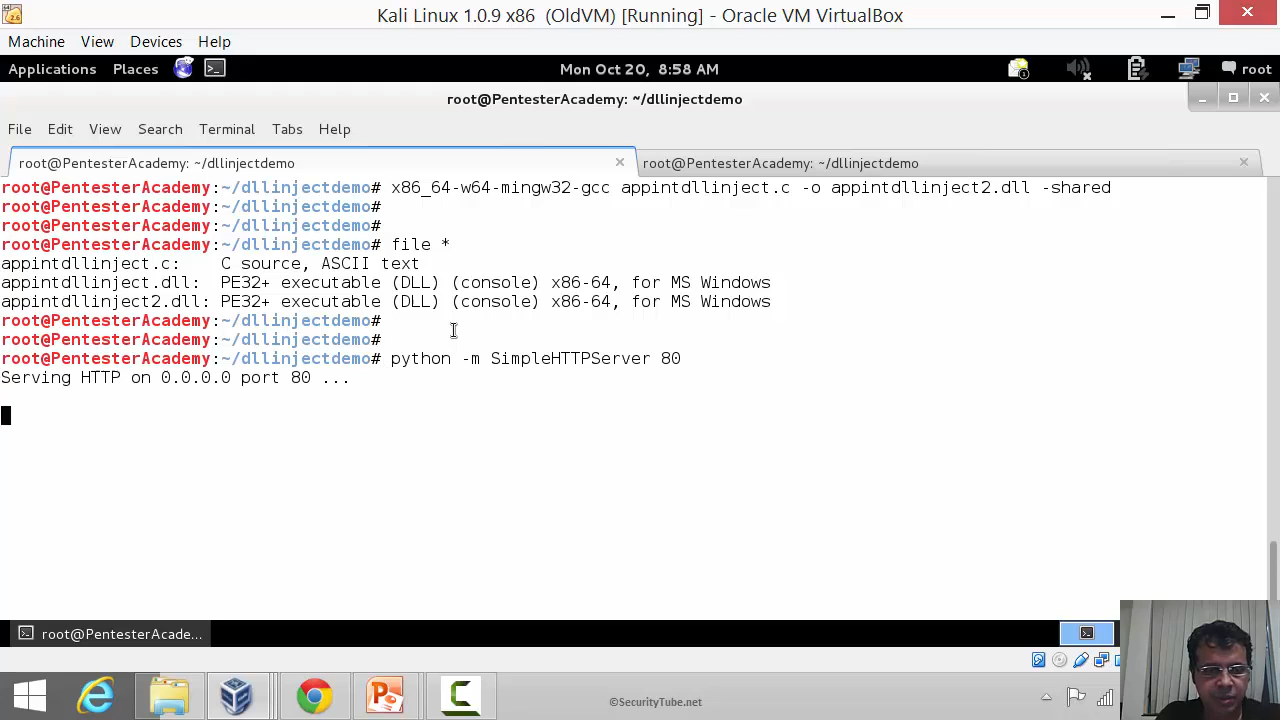 Kali Linux 1.0.9 x86 (OldVM) [Running] - Oracle VM VirtualBox
Machine View Devices Help
Applications Places Mon Oct 20, 8:58 AM root
root@PentesterAcademy: ~/dllinjectdemo
File Edit View Search Terminal Tabs Help
root@PentesterAcademy: ~/dllinjectdemo × root@PentesterAcademy: ~/dllinjectdemo ×
root@PentesterAcademy:~/dllinjectdemo# x86_64-w64-mingw32-gcc appintdllinject.c -o appintdllinject2.dll -shared
root@PentesterAcademy:~/dllinjectdemo#
root@PentesterAcademy:~/dllinjectdemo#
root@PentesterAcademy:~/dllinjectdemo# file *
appintdllinject.c: C source, ASCII text
appintdllinject.dll: PE32+ executable (DLL) (console) x86-64, for MS Windows
appintdllinject2.dll: PE32+ executable (DLL) (console) x86-64, for MS Windows
root@PentesterAcademy:~/dllinjectdemo#
root@PentesterAcademy:~/dllinjectdemo#
root@PentesterAcademy:~/dllinjectdemo# python -m SimpleHTTPServer 80
Serving HTTP on 0.0.0.0 port 80 ...
root@PentesterAcade...
©SecurityTube.net